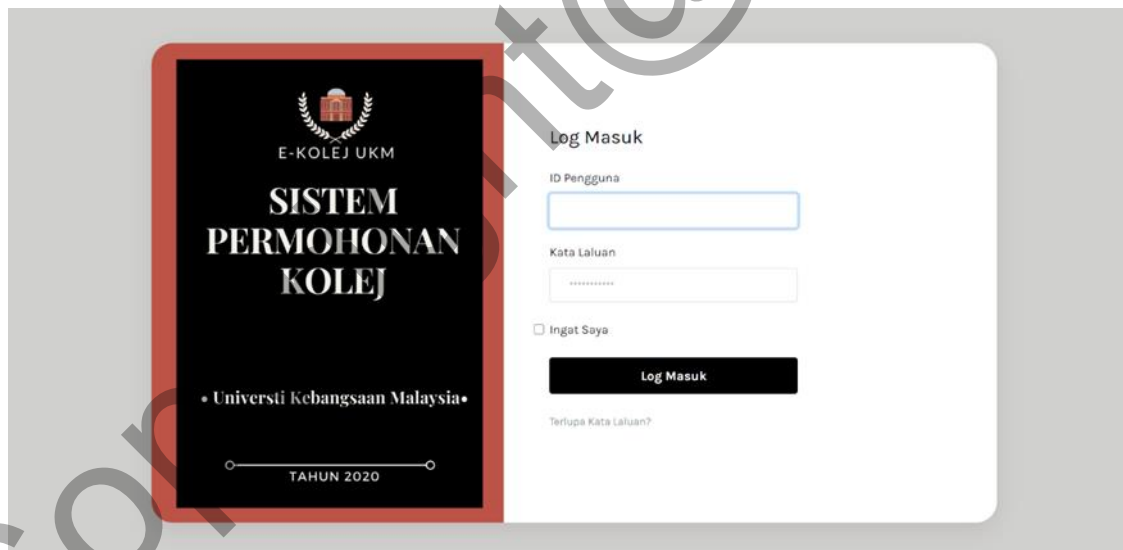 E-KOLEJ UKM
SISTEM
PERMOHONAN
KOLEJ
• Universti Kebangsaan Malaysia•
TAHUN 2020
Log Masuk
ID Pengguna
Kata Laluan
Ingat Saya
Log Masuk
Terlupa Kata Laluan?